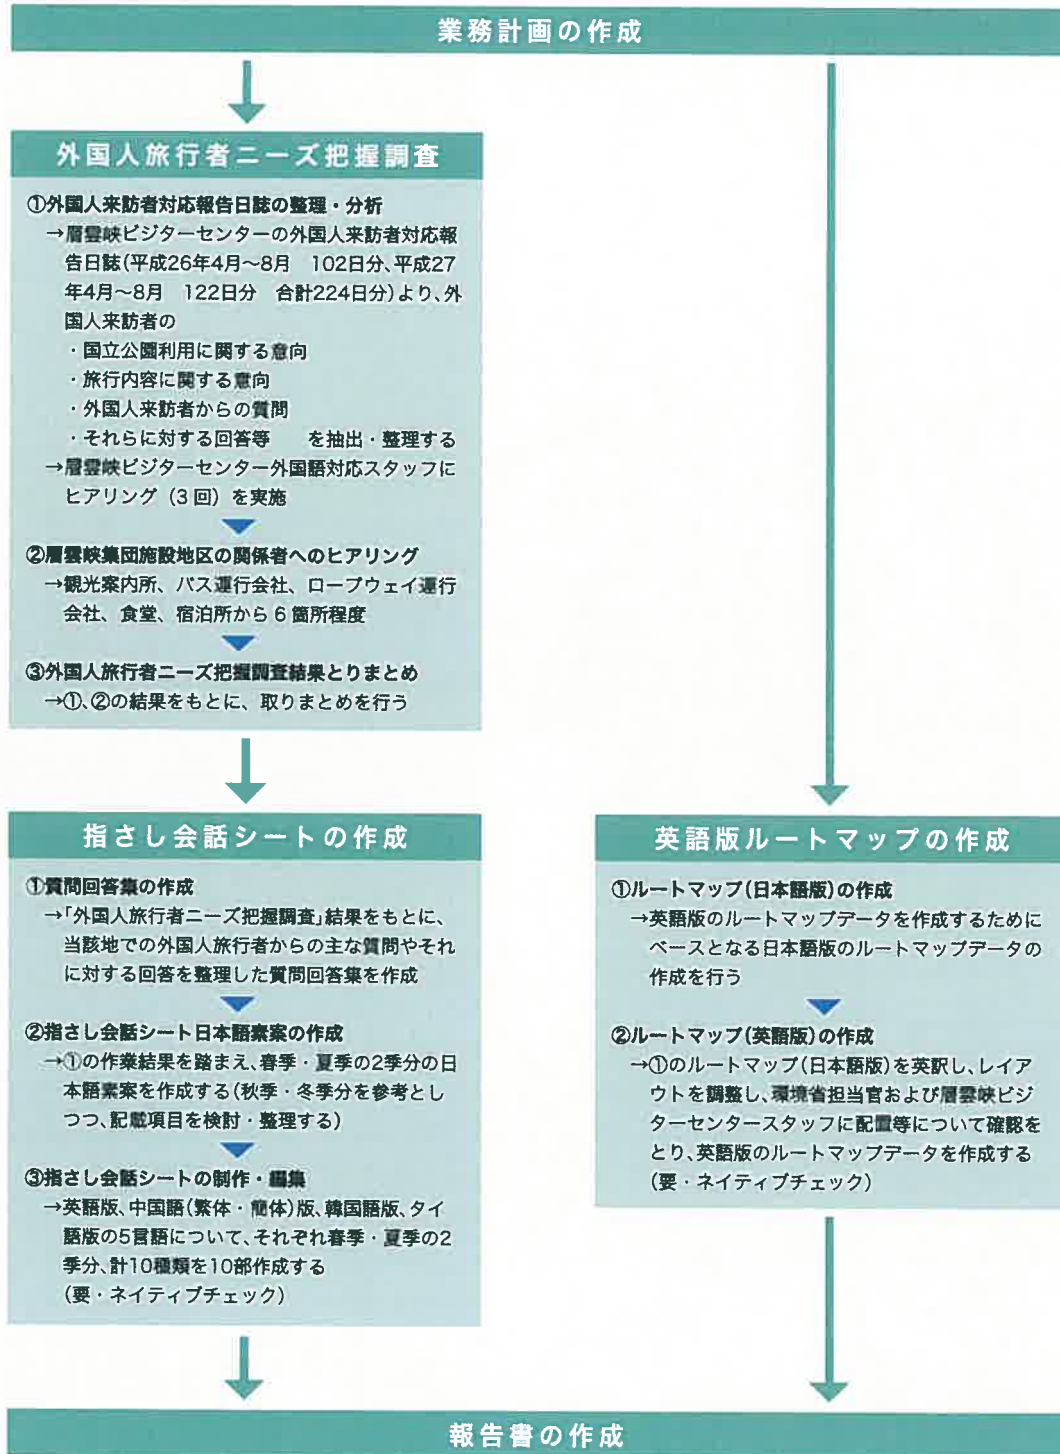 業務計画の作成
外国人旅行者ニーズ把握調査
①外国人来訪者対応報告日誌の整理・分析
→層雲峡ビジターセンターの外国人来訪者対応報
告日誌(平成26年4月〜8月　102日分、平成27
年4月〜8月　122日分　合計224日分)より、外
国人来訪者の
・国立公園利用に関する意向
・旅行内容に関する意向
・外国人来訪者からの質問
・それらに対する回答等　　を抽出・整理する
→層雲峡ビジターセンター外国語対応スタッフに
ヒアリング（3回）を実施
②層雲峡集団施設地区の関係者へのヒアリング
→観光案内所、バス運行会社、ロープウェイ運行
会社、食堂、宿泊所から6箇所程度
③外国人旅行者ニーズ把握調査結果とりまとめ
→①、②の結果をもとに、取りまとめを行う
指さし会話シートの作成
①質問回答集の作成
→「外国人旅行者ニーズ把握調査」結果をもとに、
当該地での外国人旅行者からの主な質問やそれ
に対する回答を整理した質問回答集を作成
②指さし会話シート日本語素案の作成
→①の作業結果を踏まえ、春季・夏季の2季分の日
本語素案を作成する(秋季・冬季分を参考とし
つつ、記載項目を検討・整理する)
③指さし会話シートの制作・編集
→英語版、中国語(繁体・簡体)版、韓国語版、タイ
語版の5言語について、それぞれ春季・夏季の2
季分、計10種類を10部作成する
(要・ネイティブチェック)
英語版ルートマップの作成
①ルートマップ(日本語版)の作成
→英語版のルートマップデータを作成するために
ベースとなる日本語版のルートマップデータの
作成を行う
②ルートマップ(英語版)の作成
→①のルートマップ(日本語版)を英訳し、レイア
ウトを調整し、環境省担当官および層雲峡ビジ
ターセンタースタッフに配置等について確認を
とり、英語版のルートマップデータを作成する
(要・ネイティブチェック)
報告書の作成